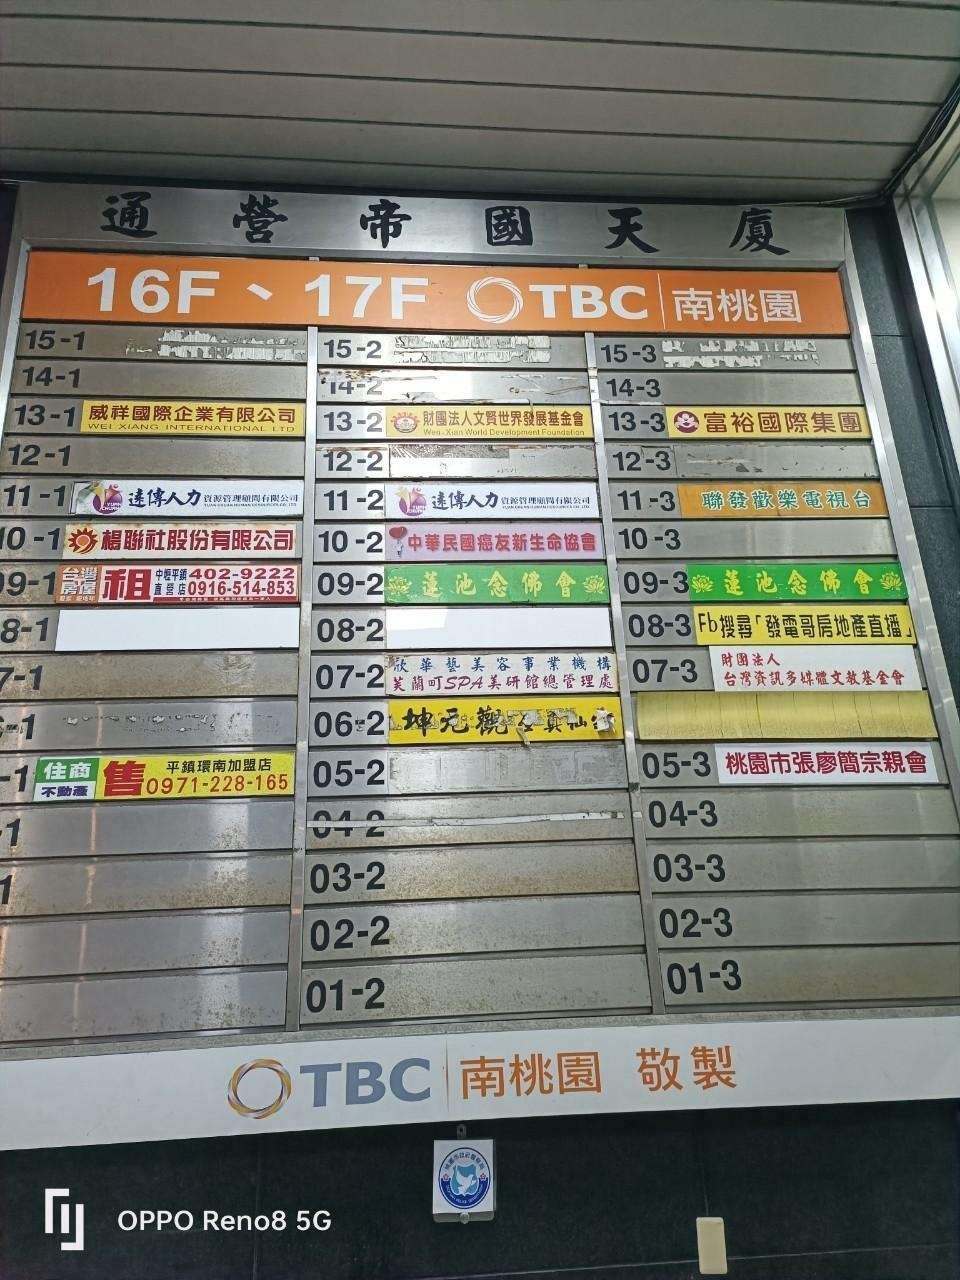 通營帝國天廈
16F、17F TBC 南桃園
15-1
15-2
15-3
14-1
14-2
14-3
13-1 威祥國際企業有限公司
WEI XIANG INTERNATIONAL LTD
13-2 財團法人文賢世界發展基金會
Wen-Xian World Development Foundation
13-3 富裕國際集團
12-1
12-2
12-3
11-1 遠傳人力 資源管理顧問有限公司
11-2 遠傳人力 資源管理顧問有限公司
11-3 聯發歡樂電視台
10-1 楊聯社股份有限公司
10-2 中華民國癌友新生命協會
10-3
09-1 台灣房屋 租 中壢平鎮直營店 402-9222
0916-514-853
09-2 蓮池念佛會
09-3 蓮池念佛會
8-1
08-2
08-3 Fb搜尋「發電哥房地產直播」
7-1
07-2 欣華藝美容事業機構
芙蘭町SPA美研館總管理處
07-3 財團法人
台灣資訊多媒體文教基金會
-1
06-2 坤元觀
-1 住商不動產 售 平鎮環南加盟店
0971-228-165
05-2
05-3 桃園市張廖簡宗親會
-1
04-2
04-3
1
03-2
03-3
02-2
02-3
01-2
01-3
TBC 南桃園 敬製
OPPO Reno8 5G